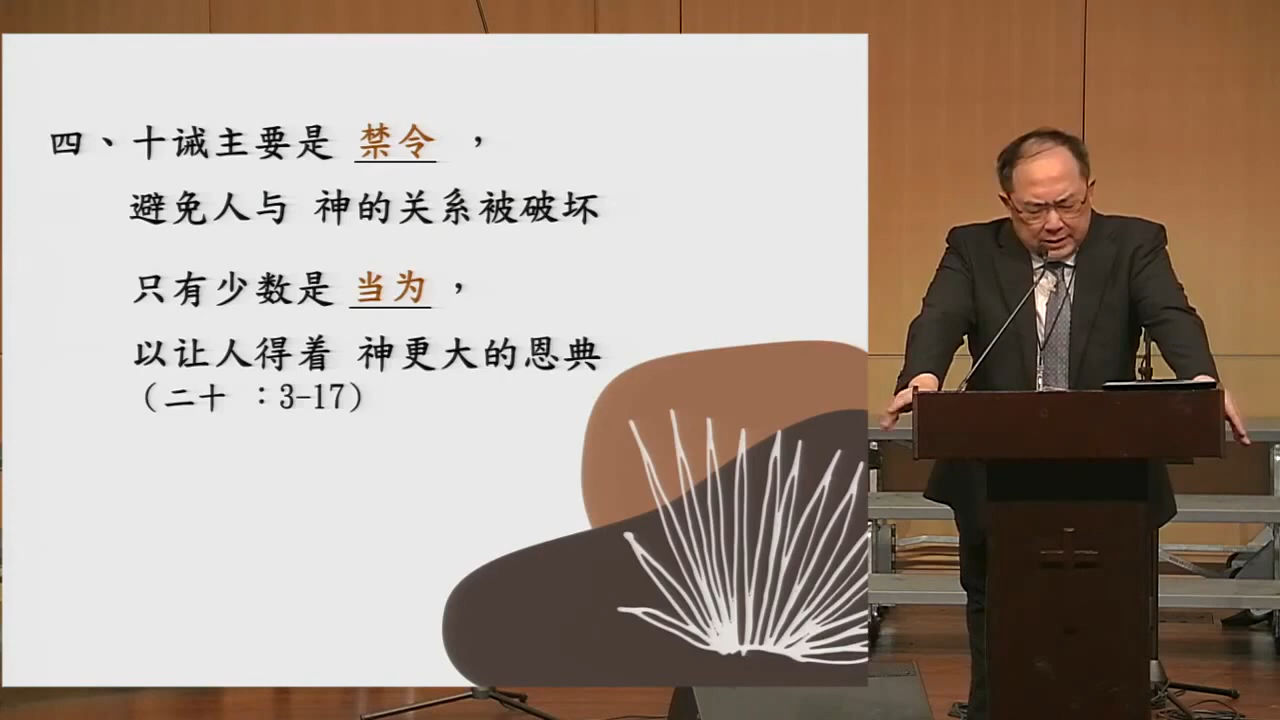 四、十诫主要是 禁令 ，
避免人与 神的关系被破坏
只有少数是 当为 ，
以让人得着 神更大的恩典
(二十 ：3-17)